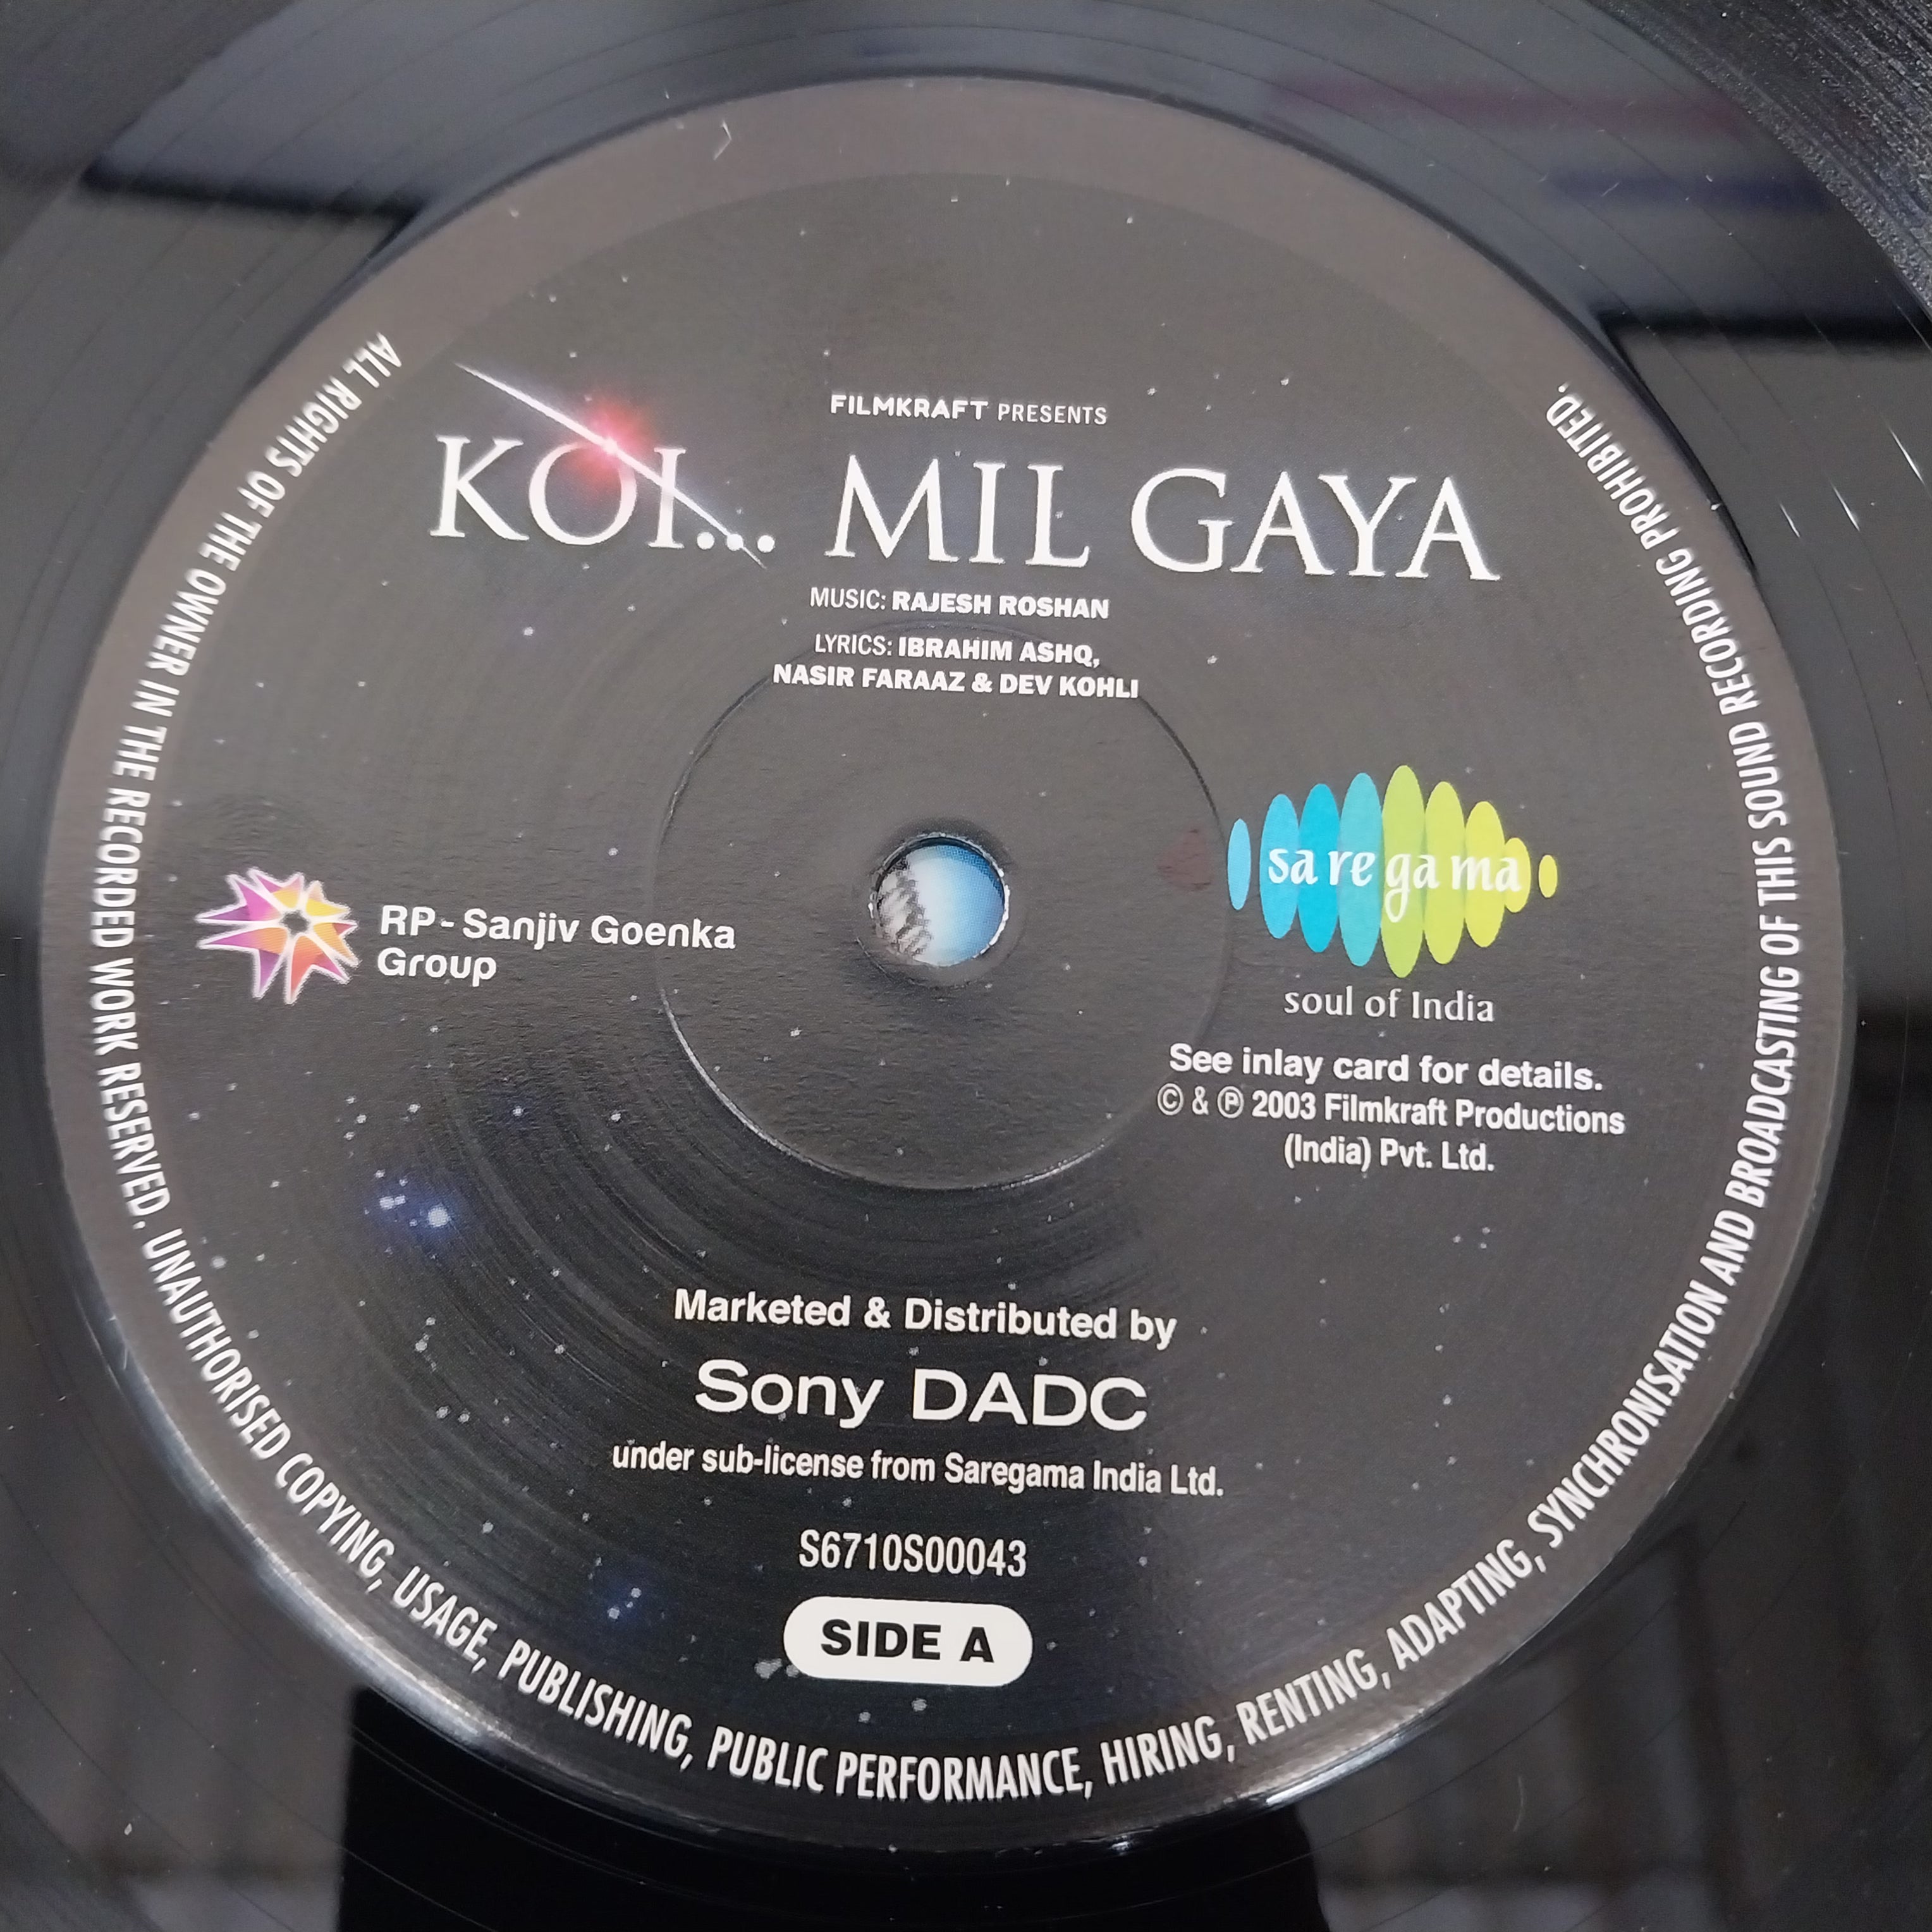 FILMKRAFT PRESENTS
KOI... MIL GAYA
MUSIC: RAJESH ROSHAN
LYRICS: IBRAHIM ASHQ,
NASIR FARAAZ & DEV KOHLI
RP-Sanjiv Goenka
Group
sa re ga ma
soul of India
See inlay card for details.
© & ℗ 2003 Filmkraft Productions
(India) Pvt. Ltd.
Marketed & Distributed by
Sony DADC
under sub-license from Saregama India Ltd.
S6710S00043
SIDE A
ALL RIGHTS OF THE OWNER IN THE RECORDED WORK RESERVED. UNAUTHORISED COPYING, USAGE, PUBLISHING, PUBLIC PERFORMANCE, HIRING, RENTING, ADAPTING, SYNCHRONISATION AND BROADCASTING OF THIS SOUND RECORDING PROHIBITED.